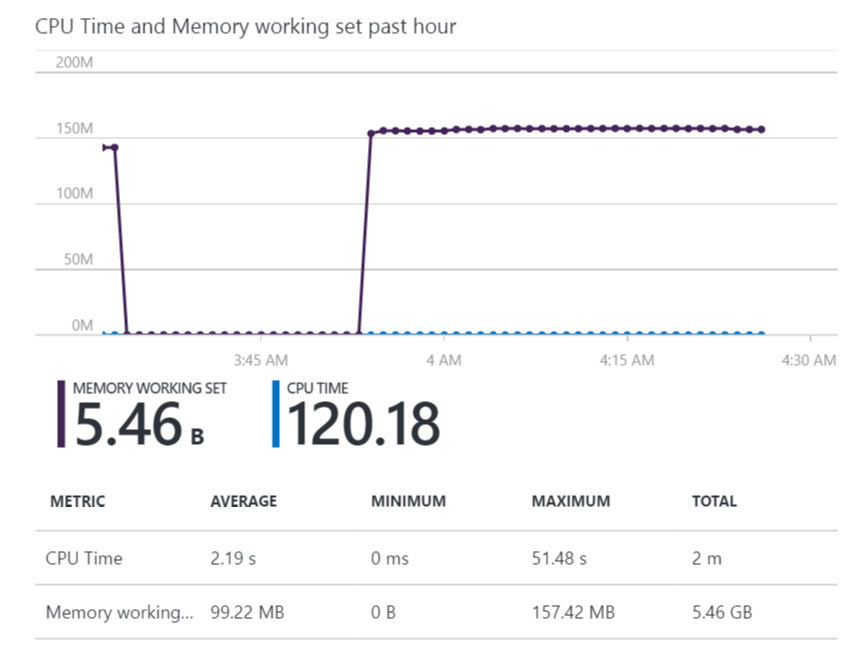 CPU Time and Memory working set past hour
200M
150M
100M
50M
0M
3:45 AM 4 AM 4:15 AM 4:30 AM
MEMORY WORKING SET CPU TIME
5.46 B 120.18
METRIC AVERAGE MINIMUM MAXIMUM TOTAL
CPU Time 2.19 s 0 ms 51.48 s 2 m
Memory working... 99.22 MB 0 B 157.42 MB 5.46 GB